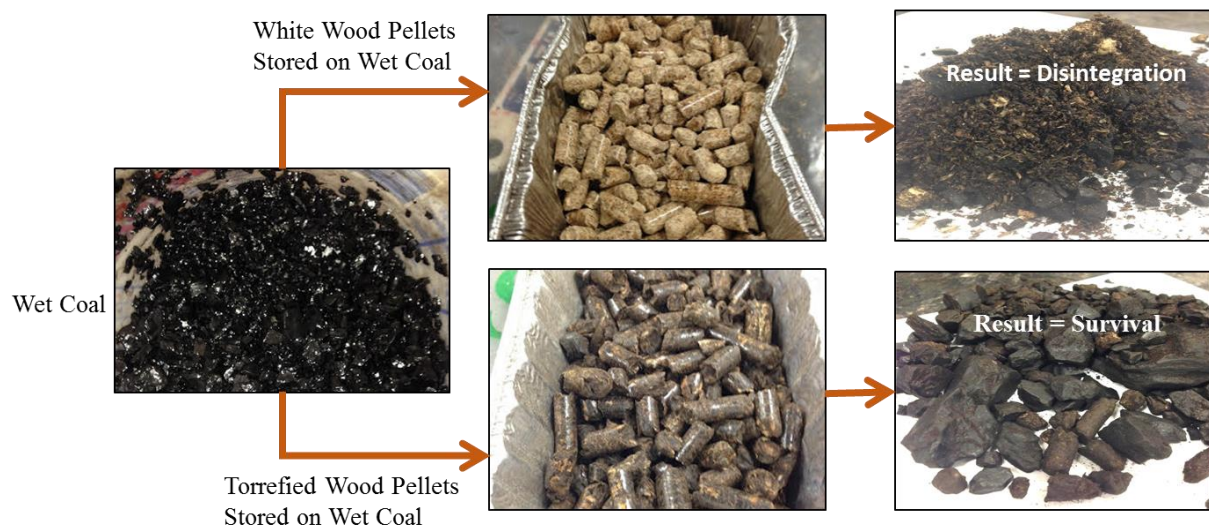 White Wood Pellets
Stored on Wet Coal
Result = Disintegration
Wet Coal
Result = Survival
Torrefied Wood Pellets
Stored on Wet Coal